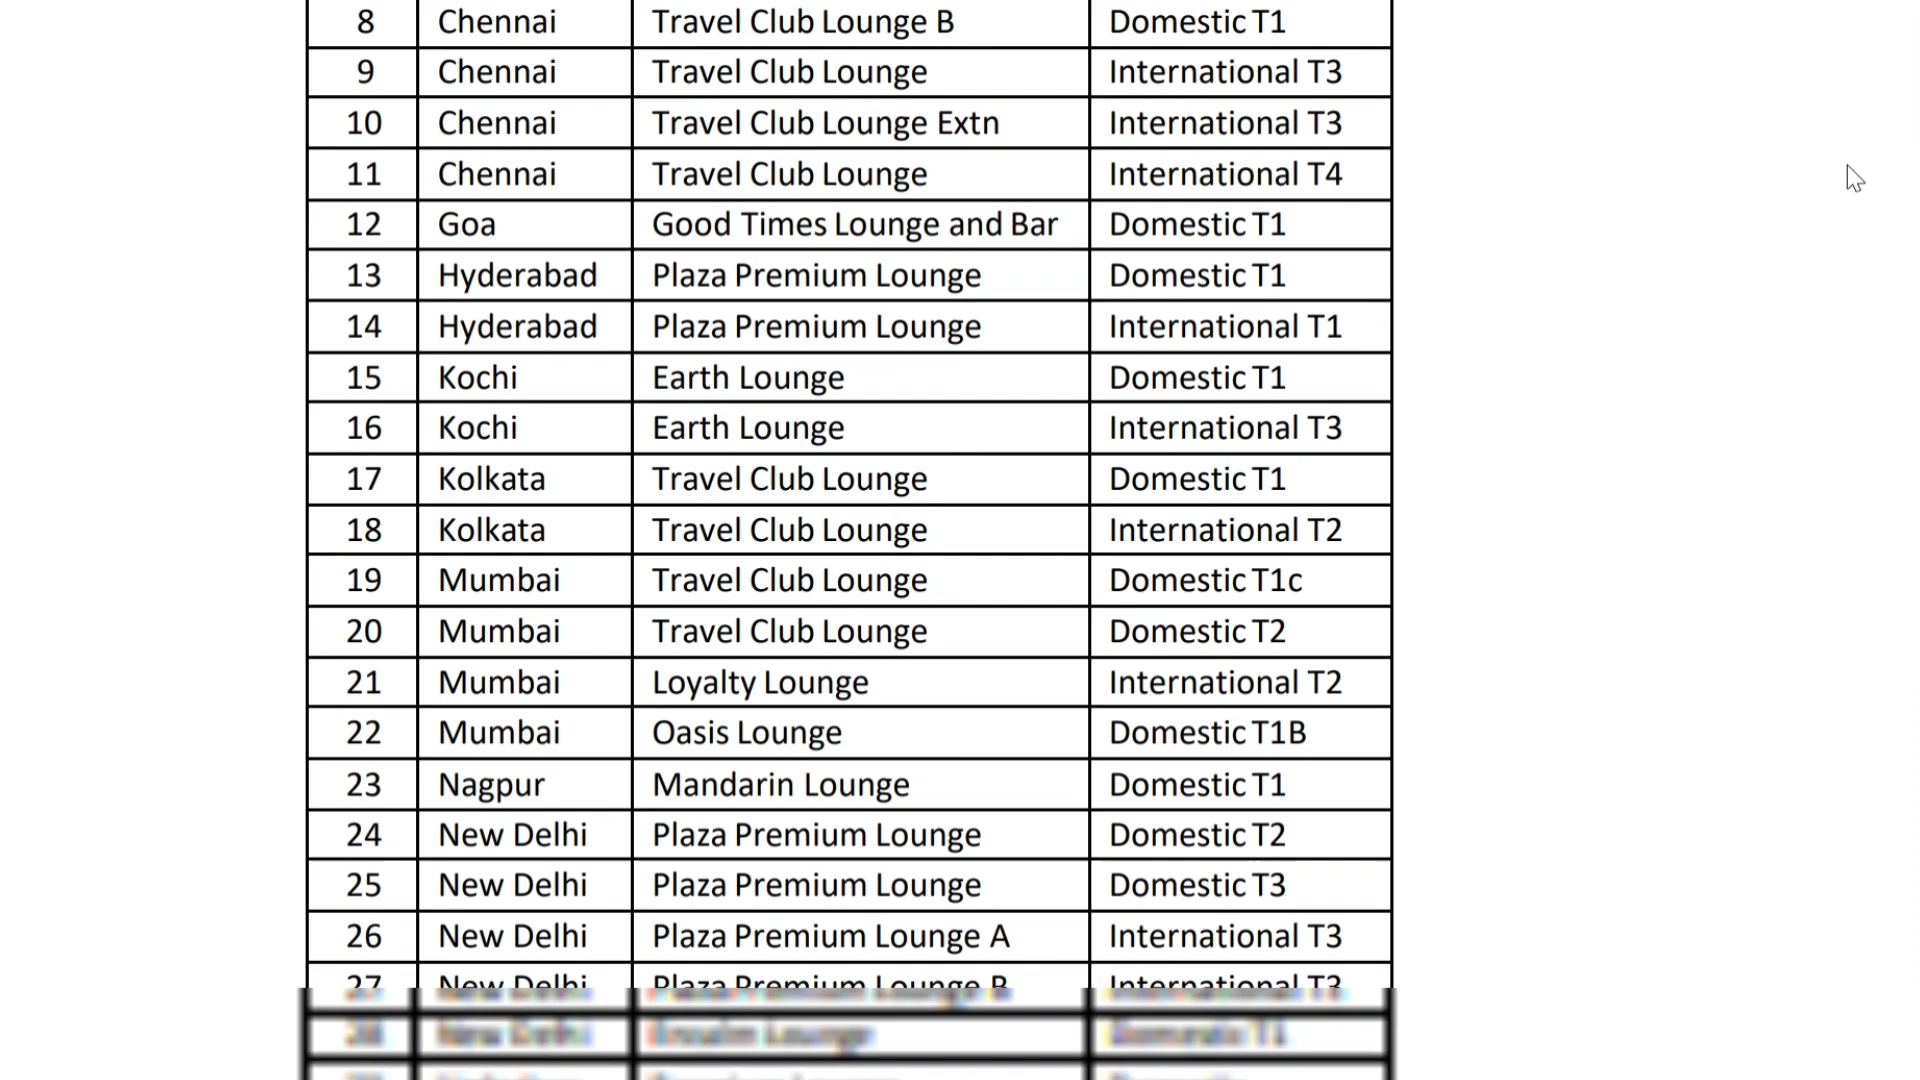 8 Chennai Travel Club Lounge B Domestic T1
9 Chennai Travel Club Lounge International T3
10 Chennai Travel Club Lounge Extn International T3
11 Chennai Travel Club Lounge International T4
12 Goa Good Times Lounge and Bar Domestic T1
13 Hyderabad Plaza Premium Lounge Domestic T1
14 Hyderabad Plaza Premium Lounge International T1
15 Kochi Earth Lounge Domestic T1
16 Kochi Earth Lounge International T3
17 Kolkata Travel Club Lounge Domestic T1
18 Kolkata Travel Club Lounge International T2
19 Mumbai Travel Club Lounge Domestic T1c
20 Mumbai Travel Club Lounge Domestic T2
21 Mumbai Loyalty Lounge International T2
22 Mumbai Oasis Lounge Domestic T1B
23 Nagpur Mandarin Lounge Domestic T1
24 New Delhi Plaza Premium Lounge Domestic T2
25 New Delhi Plaza Premium Lounge Domestic T3
26 New Delhi Plaza Premium Lounge A International T3
27 New Delhi Plaza Premium Lounge B International T3
New Delhi Lounge Domestic T1